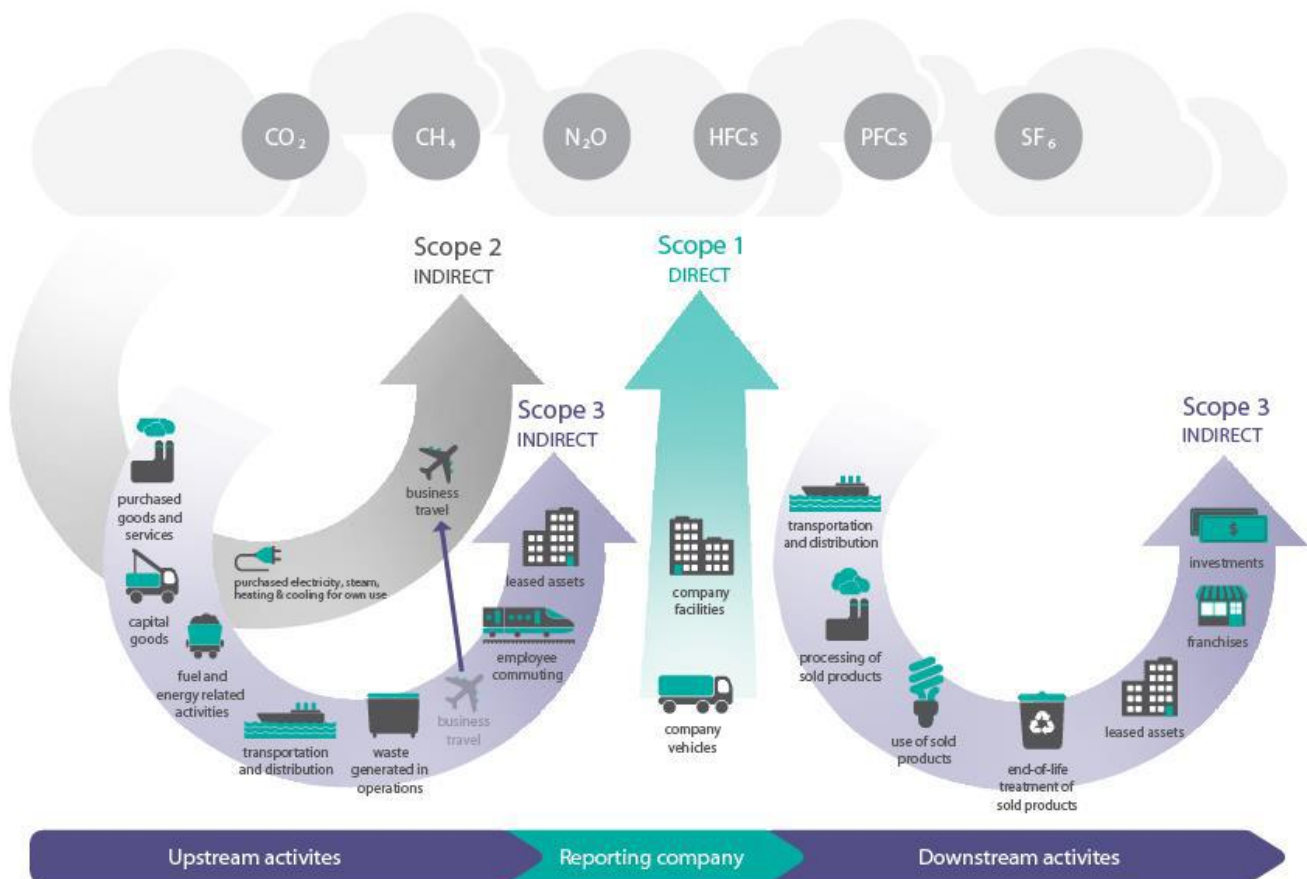 CO₂
CH₄
N₂O
HFCs
PFCs
SF₆
Scope 2
INDIRECT
Scope 1
DIRECT
Scope 3
INDIRECT
Scope 3
INDIRECT
purchased
goods and
services
capital
goods
fuel and
energy related
activities
purchased electricity, steam,
heating & cooling for own use
business
travel
transportation
and distribution
waste
generated in
operations
business
travel
employee
commuting
leased assets
company
facilities
company
vehicles
transportation
and distribution
processing of
sold products
use of sold
products
end-of-life
treatment of
sold products
leased assets
franchises
$
investments
Upstream activites
Reporting company
Downstream activites